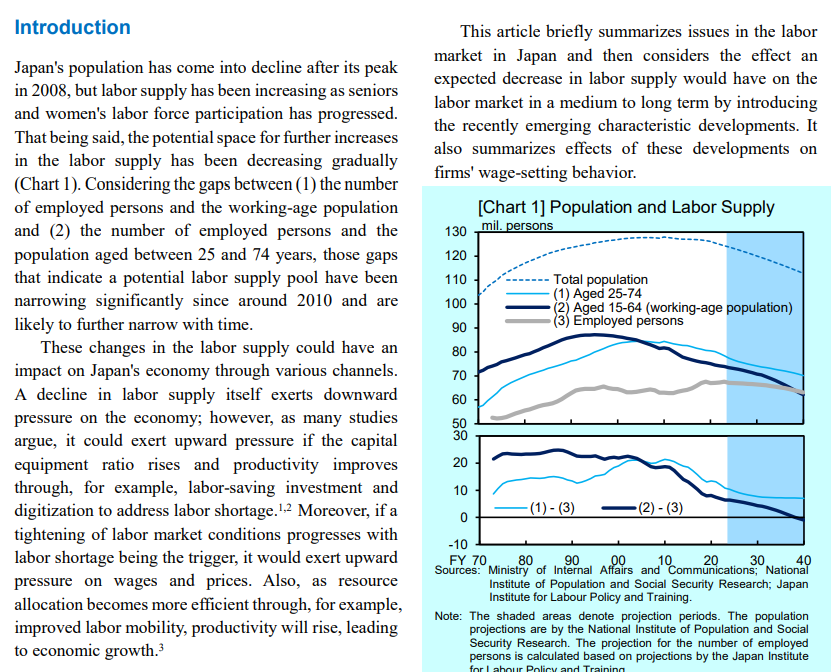 Introduction
Japan's population has come into decline after its peak
in 2008, but labor supply has been increasing as seniors
and women's labor force participation has progressed.
That being said, the potential space for further increases
in the labor supply has been decreasing gradually
(Chart 1). Considering the gaps between (1) the number
of employed persons and the working-age population
and (2) the number of employed persons and the
population aged between 25 and 74 years, those gaps
that indicate a potential labor supply pool have been
narrowing significantly since around 2010 and are
likely to further narrow with time.
These changes in the labor supply could have an
impact on Japan's economy through various channels.
A decline in labor supply itself exerts downward
pressure on the economy; however, as many studies
argue, it could exert upward pressure if the capital
equipment ratio rises and productivity improves
through, for example, labor-saving investment and
digitization to address labor shortage.1,2 Moreover, if a
tightening of labor market conditions progresses with
labor shortage being the trigger, it would exert upward
pressure on wages and prices. Also, as resource
allocation becomes more efficient through, for example,
improved labor mobility, productivity will rise, leading
to economic growth.3
This article briefly summarizes issues in the labor
market in Japan and then considers the effect an
expected decrease in labor supply would have on the
labor market in a medium to long term by introducing
the recently emerging characteristic developments. It
also summarizes effects of these developments on
firms' wage-setting behavior.
[Chart 1] Population and Labor Supply
mil. persons
130
120
110
100
90
80
70
60
50
Total population
(1) Aged 25-74
(2) Aged 15-64 (working-age population)
(3) Employed persons
30
20
10
0
-10
(1) - (3) (2) - (3)
FY 70 80 90 00 10 20 30 40
Sources: Ministry of Internal Affairs and Communications; National
Institute of Population and Social Security Research; Japan
Institute for Labour Policy and Training.
Note: The shaded areas denote projection periods. The population
projections are by the National Institute of Population and Social
Security Research. The projection for the number of employed
persons is calculated based on projections by the Japan Institute
for Labour Policy and Training.